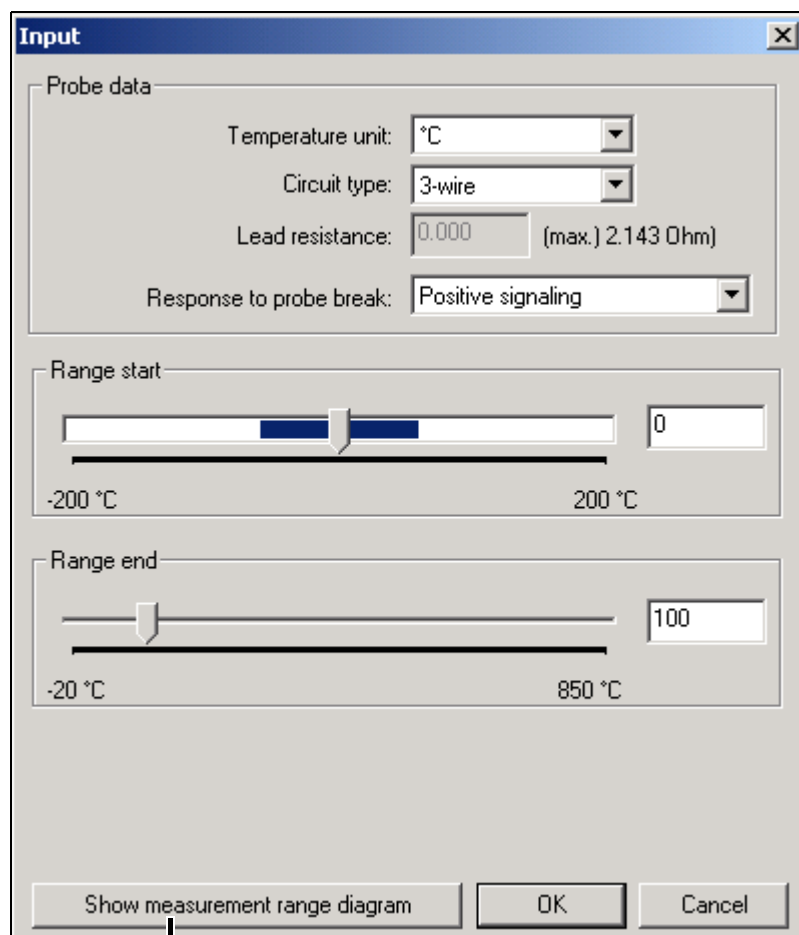 Input
Probe data
Temperature unit: °C
Circuit type: 3-wire
Lead resistance: 0.000 (max.) 2.143 Ohm)
Response to probe break: Positive signaling
Range start
0
-200 °C 200 °C
Range end
100
-20 °C 850 °C
Show measurement range diagram OK Cancel